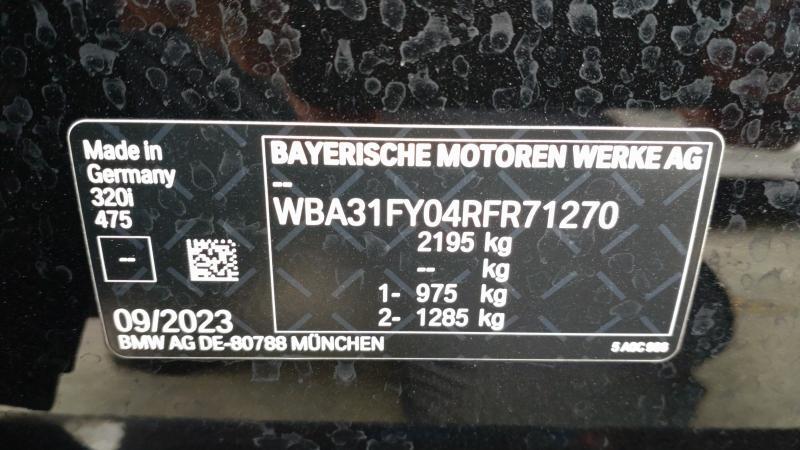 Made in
Germany
320i
475
--
09/2023
BMW AG DE-80788 MÜNCHEN
BAYERISCHE MOTOREN WERKE AG
--
WBA31FY04RFR71270
2195 kg
-- kg
1- 975 kg
2- 1285 kg